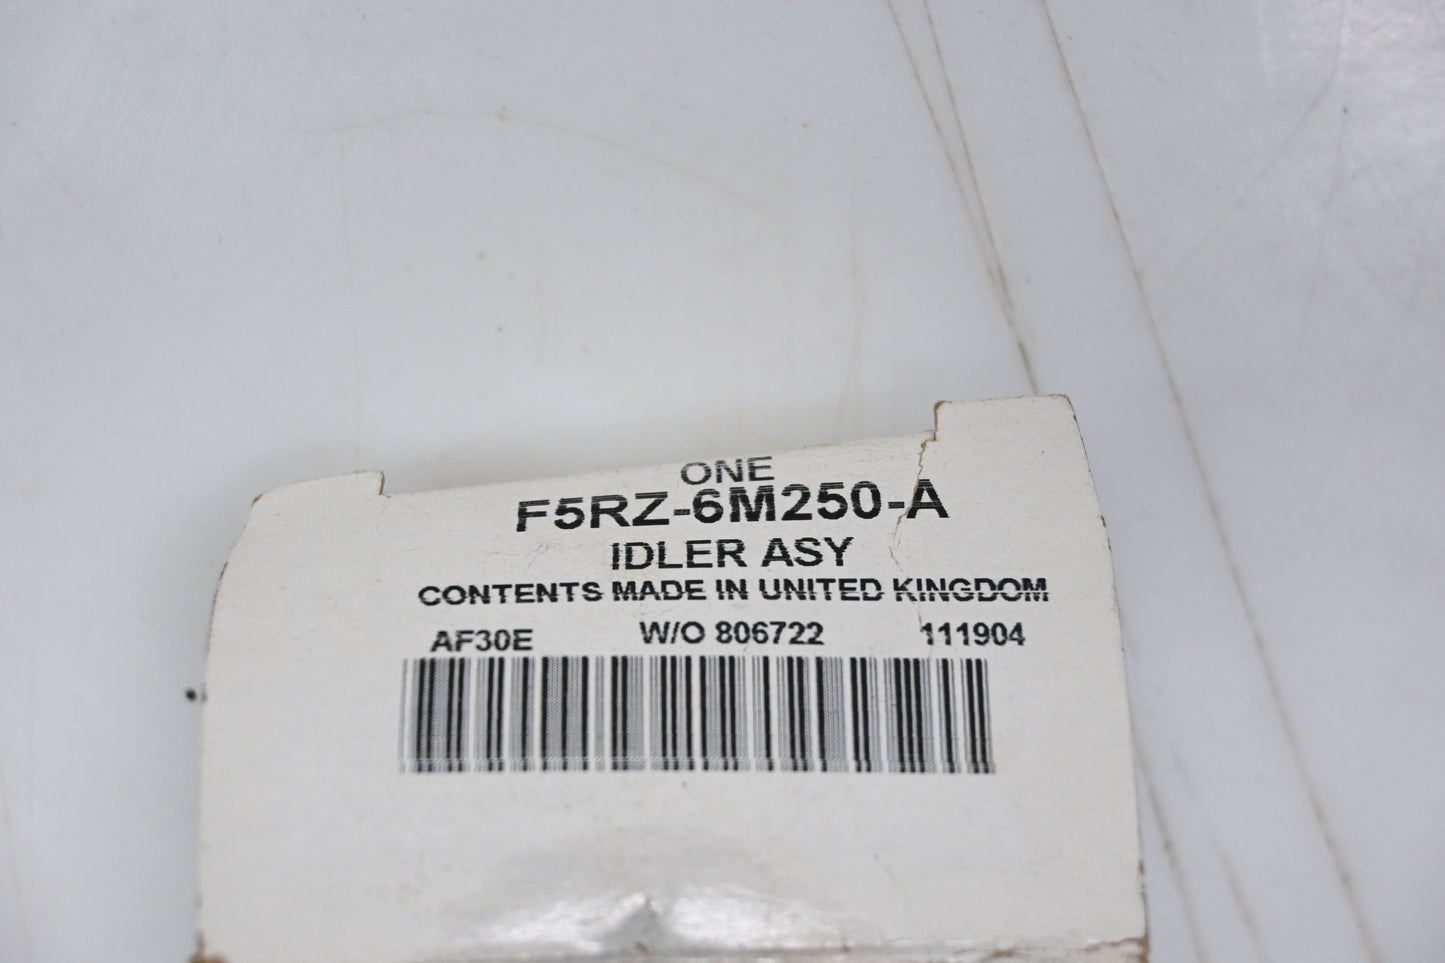 ONE
F5RZ-6M250-A
IDLER ASY
CONTENTS MADE IN UNITED KINGDOM
AF30E W/O 806722 111904